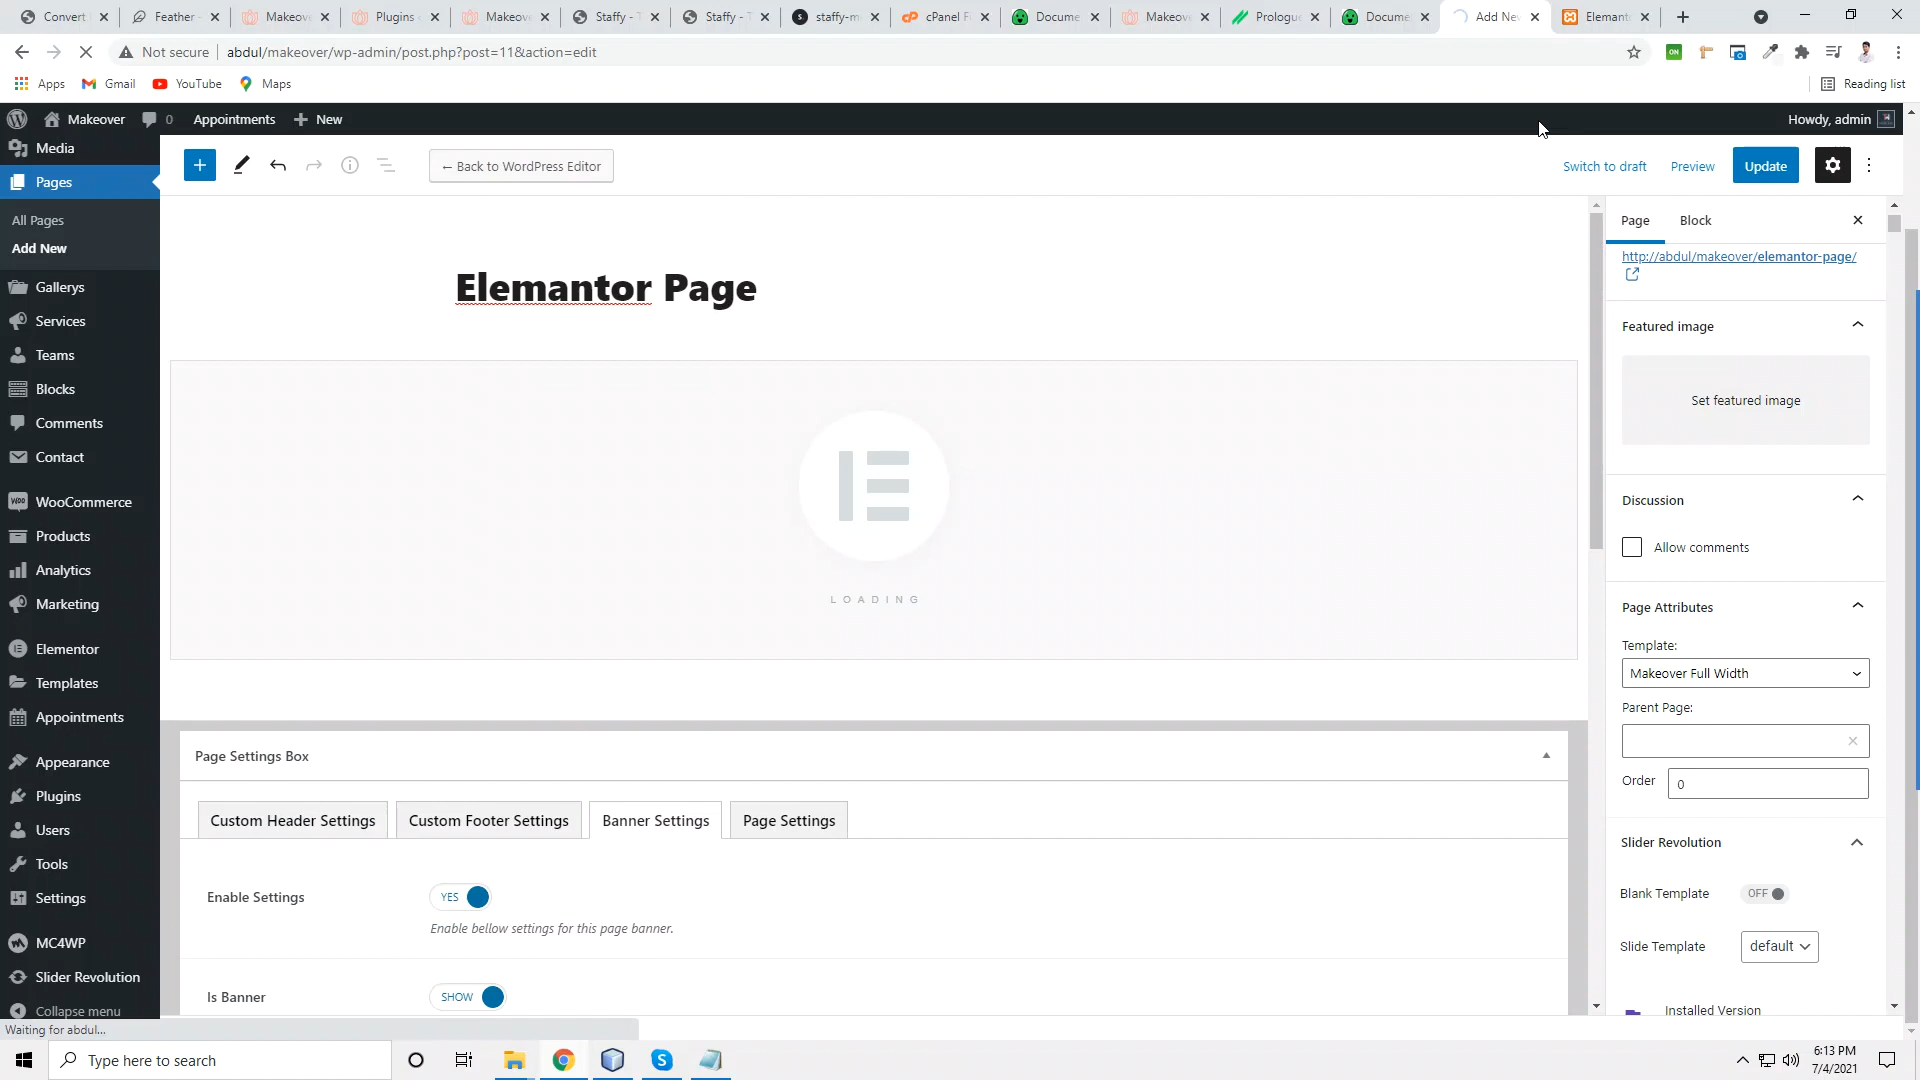 Convert
Feather
Makeove
Plugins
Makeove
Staffy - T
Staffy - T
staffy-m
cPanel F
Docume
Makeove
Prologue
Docume
Add Ne
Elemant
Not secure
abdul/makeover/wp-admin/post.php?post=11&action=edit
Apps
Gmail
YouTube
Maps
Reading list
Makeover
0
Appointments
New
Howdy, admin
Media
Pages
All Pages
Add New
Gallerys
Services
Teams
Blocks
Comments
Contact
WooCommerce
Products
Analytics
Marketing
Elementor
Templates
Appointments
Appearance
Plugins
Users
Tools
Settings
MC4WP
Slider Revolution
Collapse menu
Waiting for abdul...
← Back to WordPress Editor
Switch to draft
Preview
Update
Elemantor Page
LOADING
Page Settings Box
Custom Header Settings
Custom Footer Settings
Banner Settings
Page Settings
Enable Settings
YES
Enable bellow settings for this page banner.
Is Banner
SHOW
Page
Block
http://abdul/makeover/elemantor-page/
Featured image
Set featured image
Discussion
Allow comments
Page Attributes
Template:
Makeover Full Width
Parent Page:
Order
0
Slider Revolution
Blank Template
OFF
Slide Template
default
Installed Version
Type here to search
6:13 PM
7/4/2021